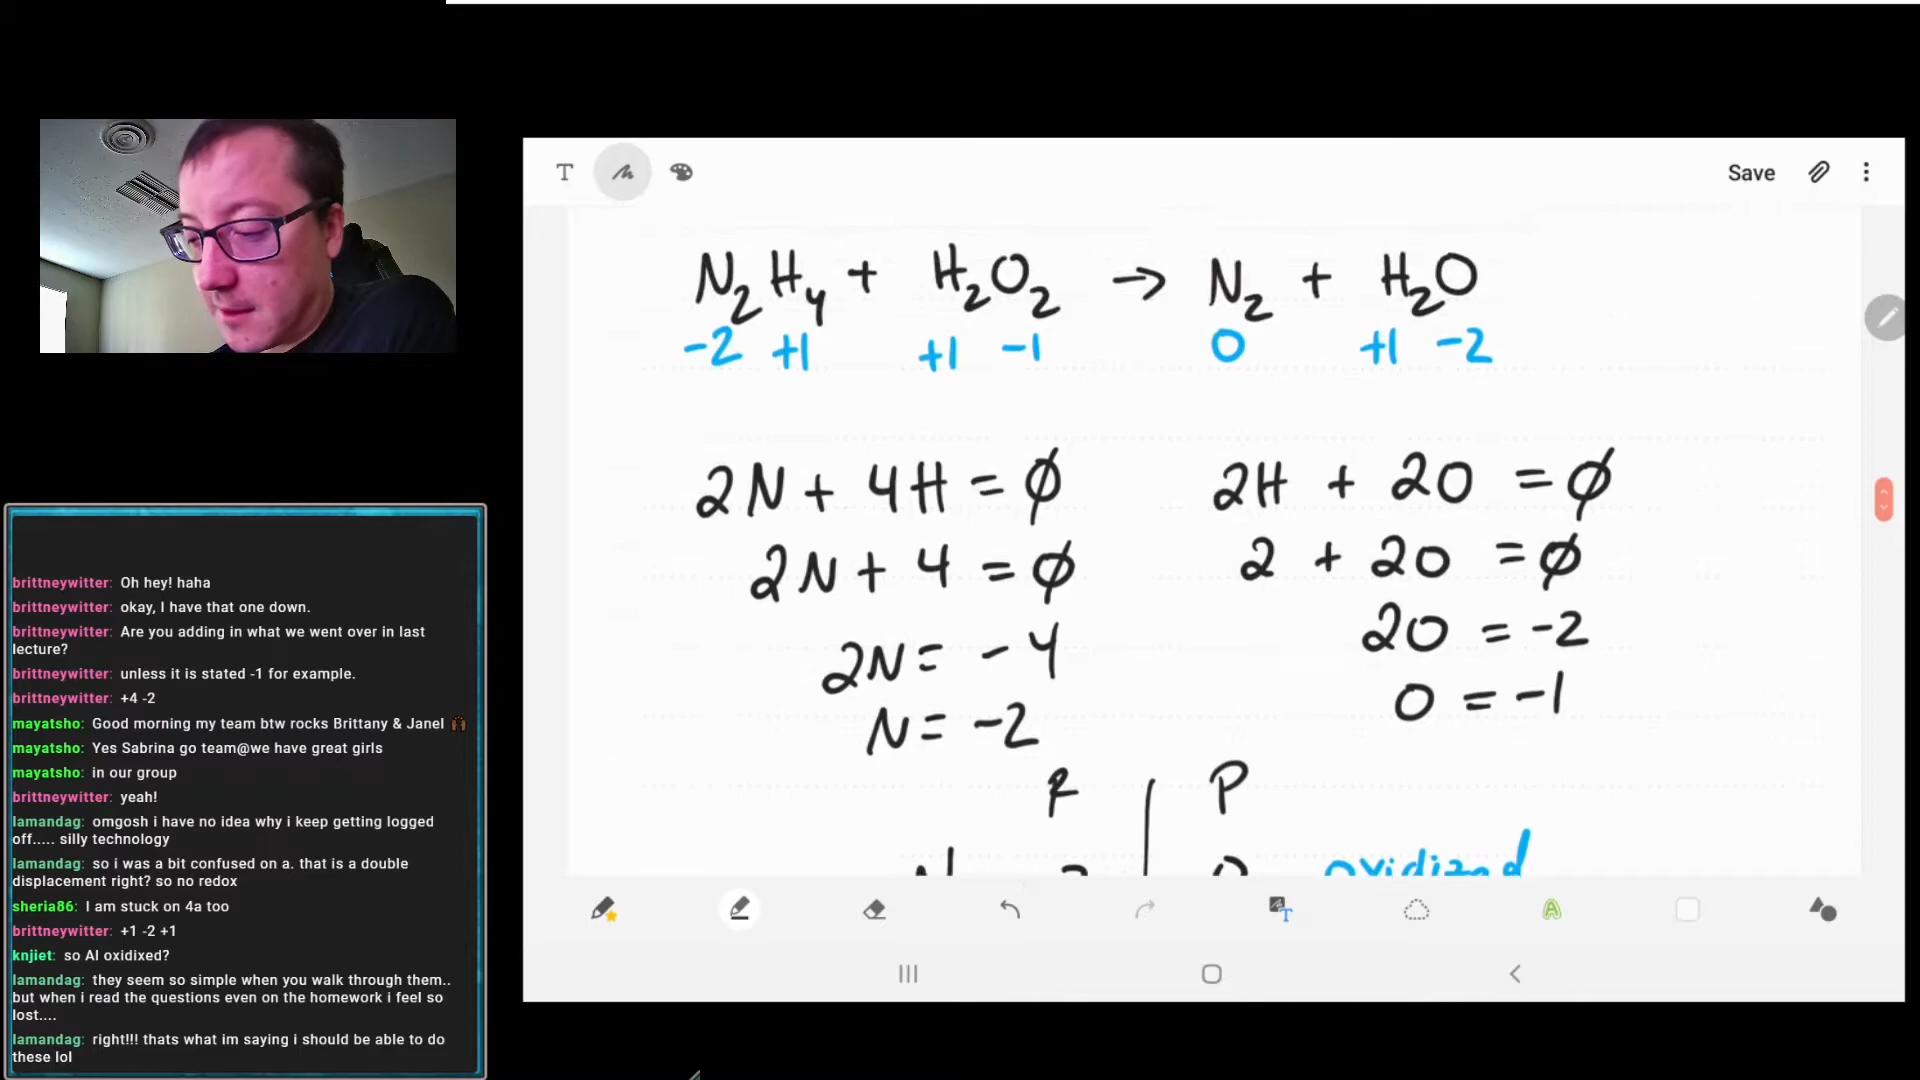 T
Save
N₂H₄ + H₂O₂ → N₂ + H₂O
-2 +1 +1 -1 0 +1 -2
2N + 4H = ∅
2N + 4 = ∅
2N = -4
N = -2
2H + 2O = ∅
2 + 2O = ∅
2O = -2
O = -1
R | P
oxidized
brittneywitter: Oh hey! haha
brittneywitter: okay, I have that one down.
brittneywitter: Are you adding in what we went over in last
lecture?
brittneywitter: unless it is stated -1 for example.
brittneywitter: +4 -2
mayatsho: Good morning my team btw rocks Brittany & Janel
mayatsho: Yes Sabrina go team@we have great girls
mayatsho: in our group
brittneywitter: yeah!
lamandag: omgosh i have no idea why i keep getting logged
off..... silly technology
lamandag: so i was a bit confused on a. that is a double
displacement right? so no redox
sheria86: I am stuck on 4a too
brittneywitter: +1 -2 +1
knjiet: so Al oxidixed?
lamandag: they seem so simple when you walk through them..
but when i read the questions even on the homework i feel so
lost....
lamandag: right!!! thats what im saying i should be able to do
these lol